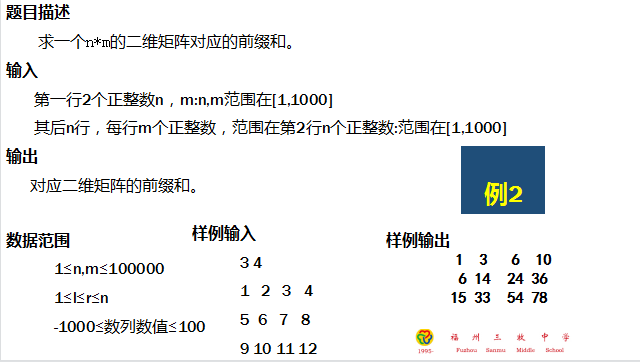 题目描述
求一个n*m的二维矩阵对应的前缀和。
输入
第一行2个正整数n，m:n,m范围在[1,1000]
其后n行，每行m个正整数，范围在第2行n个正整数:范围在[1,1000]
输出
对应二维矩阵的前缀和。
例2
数据范围
1≤n,m≤100000
1≤l≤r≤n
-1000≤数列数值≤100
样例输入
3 4
1 2 3 4
5 6 7 8
9 10 11 12
样例输出
1 3 6 10
6 14 24 36
15 33 54 78
福州三牧中学
1995- Fuzhou Sanmu Middle School